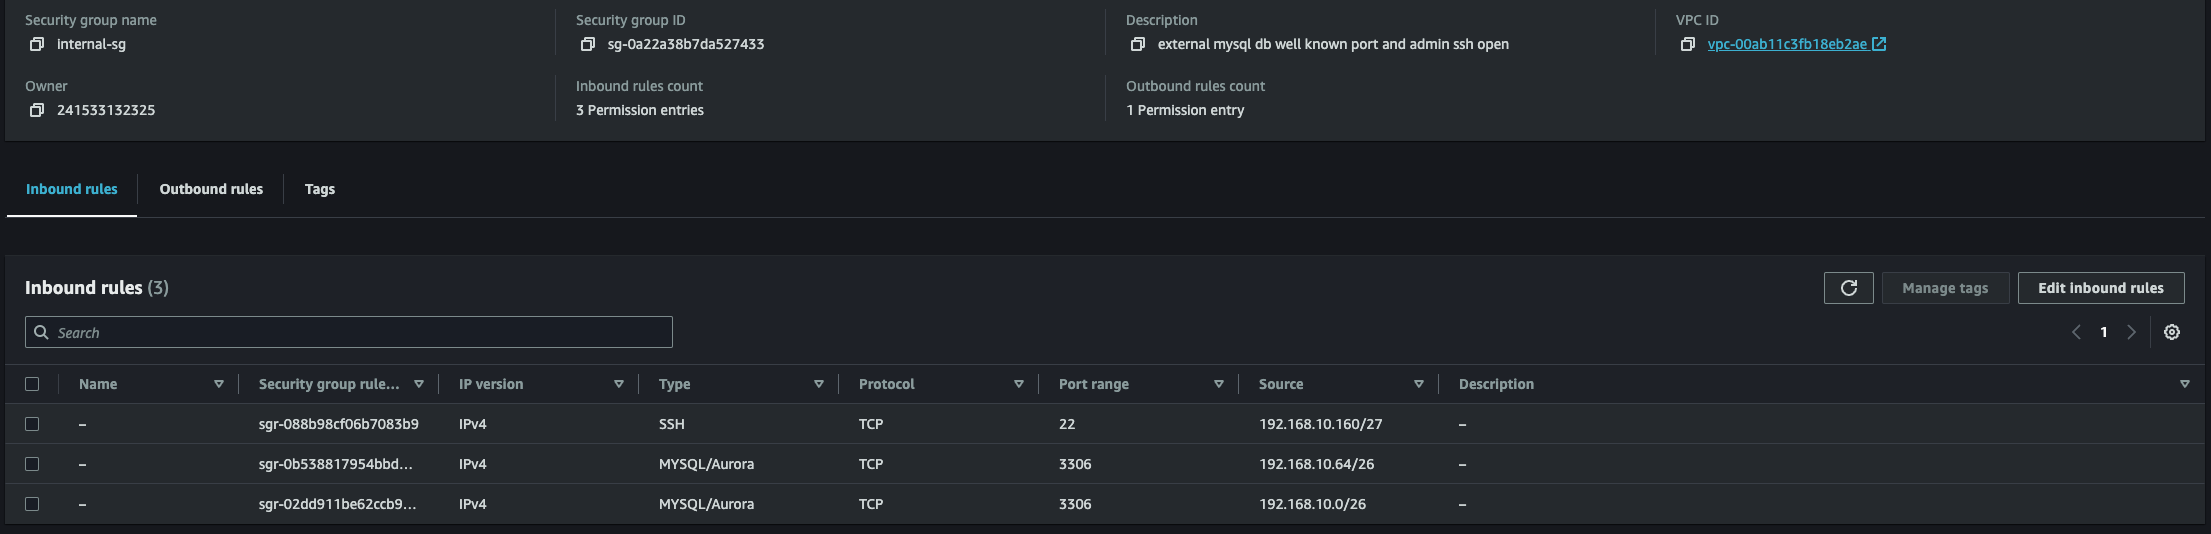 Security group name
internal-sg
Security group ID
sg-0a22a38b7da527433
Description
external mysql db well known port and admin ssh open
VPC ID
vpc-00ab11c3fb18eb2ae
Owner
241533132325
Inbound rules count
3 Permission entries
Outbound rules count
1 Permission entry
Inbound rules Outbound rules Tags
Inbound rules (3)
Manage tags Edit inbound rules
Search
1
Name Security group rule... IP version Type Protocol Port range Source Description
– sgr-088b98cf06b7083b9 IPv4 SSH TCP 22 192.168.10.160/27 –
– sgr-0b538817954bbd... IPv4 MYSQL/Aurora TCP 3306 192.168.10.64/26 –
– sgr-02dd911be62ccb9... IPv4 MYSQL/Aurora TCP 3306 192.168.10.0/26 –